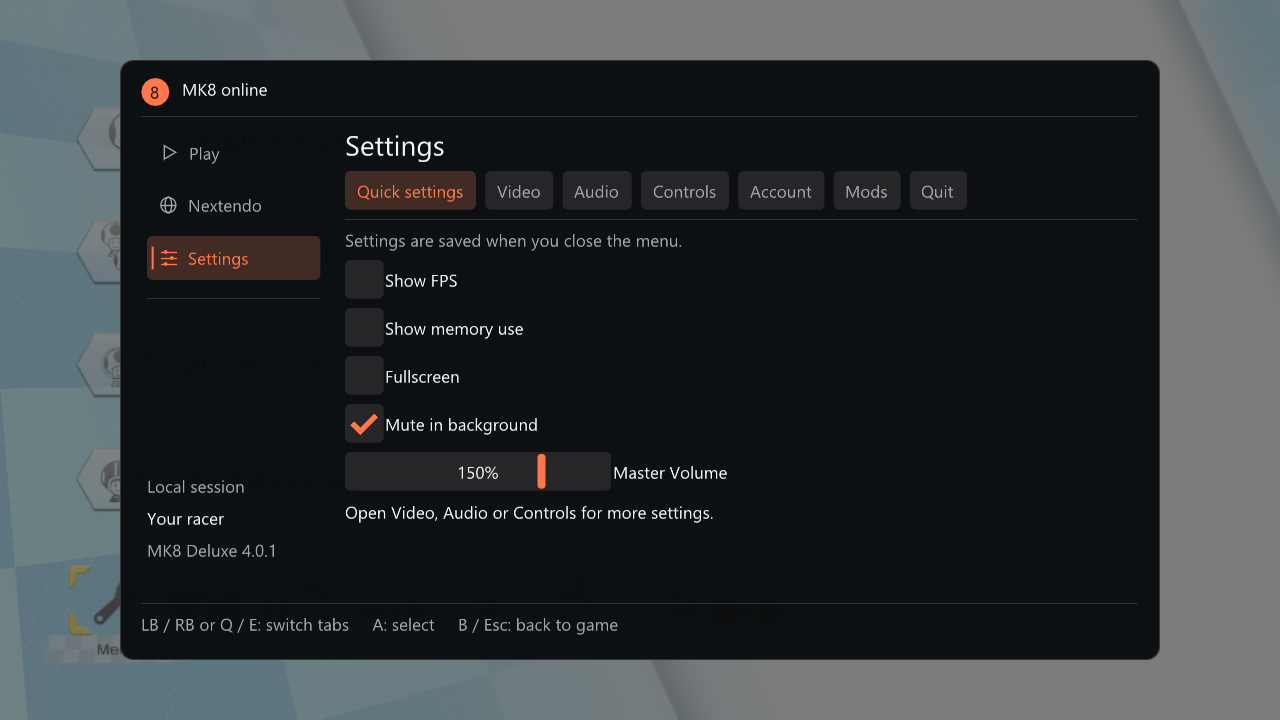 8 MK8 online
Play
Nextendo
Settings
Local session
Your racer
MK8 Deluxe 4.0.1
Settings
Quick settings Video Audio Controls Account Mods Quit
Settings are saved when you close the menu.
Show FPS
Show memory use
Fullscreen
Mute in background
150% Master Volume
Open Video, Audio or Controls for more settings.
LB / RB or Q / E: switch tabs A: select B / Esc: back to game